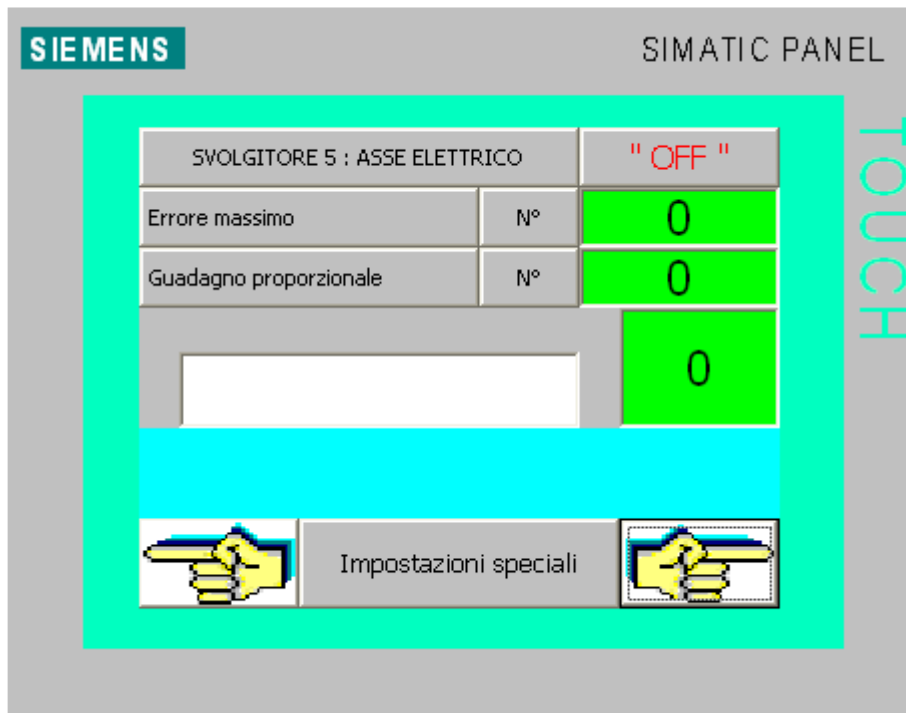 SIEMENS
SIMATIC PANEL
TOUCH
SVOLGITORE 5 : ASSE ELETTRICO " OFF "
Errore massimo N° 0
Guadagno proporzionale N° 0
0
Impostazioni speciali